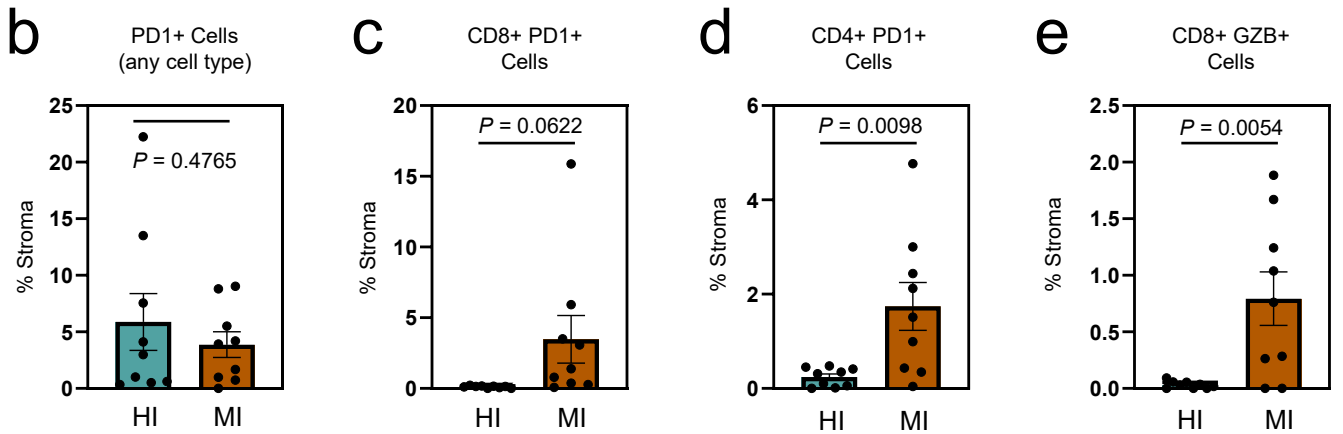 b
PD1+ Cells
(any cell type)
25
20
15
10
5
0
% Stroma
P = 0.4765
HI
MI
c
CD8+ PD1+
Cells
20
15
10
5
0
% Stroma
P = 0.0622
HI
MI
d
CD4+ PD1+
Cells
6
4
2
0
% Stroma
P = 0.0098
HI
MI
e
CD8+ GZB+
Cells
2.5
2.0
1.5
1.0
0.5
0.0
% Stroma
P = 0.0054
HI
MI